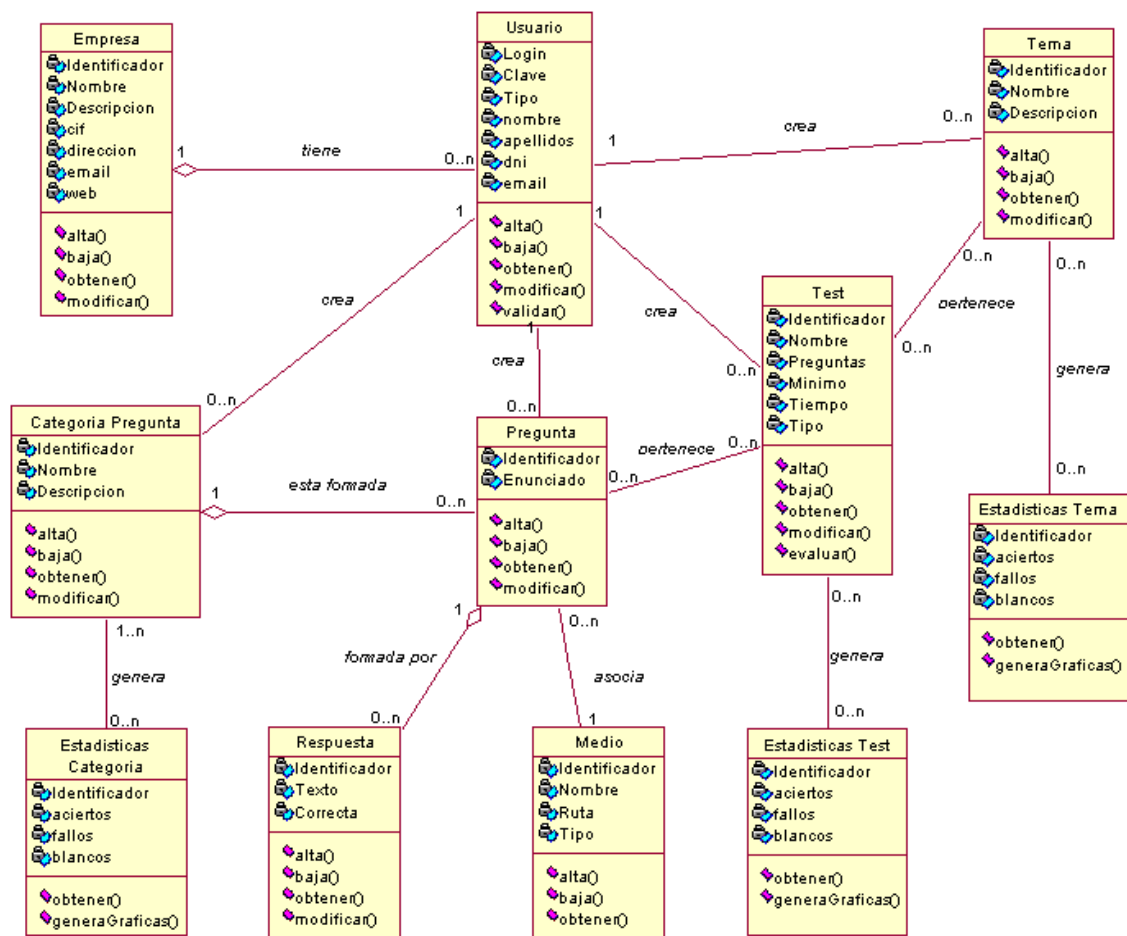 Empresa
Identificador
Nombre
Descripcion
cif
direccion
email
web
alta()
baja()
obtener()
modificar()
1
tiene
0..n
Usuario
Login
Clave
Tipo
nombre
apellidos
dni
email
alta()
baja()
obtener()
modificar()
validar()
1
crea
0..n
Tema
Identificador
Nombre
Descripcion
alta()
baja()
obtener()
modificar()
1
crea
0..n
1
crea
0..n
1
crea
0..n
0..n
pertenece
0..n
0..n
genera
0..n
Test
Identificador
Nombre
Preguntas
Minimo
Tiempo
Tipo
alta()
baja()
obtener()
modificar()
evaluar()
Categoria Pregunta
Identificador
Nombre
Descripcion
alta()
baja()
obtener()
modificar()
1
esta formada
0..n
Pregunta
Identificador
Enunciado
alta()
baja()
obtener()
modificar()
0..n
pertenece
0..n
Estadisticas Tema
Identificador
aciertos
fallos
blancos
obtener()
generaGraficas()
1..n
genera
0..n
1
formada por
0..n
0..n
asocia
1
0..n
genera
0..n
Estadisticas
Categoria
Identificador
aciertos
fallos
blancos
obtener()
generaGraficas()
Respuesta
Identificador
Texto
Correcta
alta()
baja()
obtener()
modificar()
Medio
Identificador
Nombre
Ruta
Tipo
alta()
baja()
obtener()
Estadisticas Test
Identificador
aciertos
fallos
blancos
obtener()
generaGraficas()